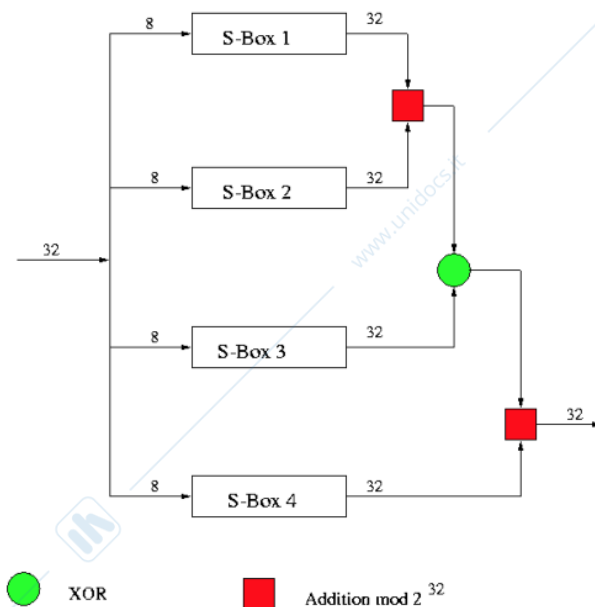 8
S-Box 1
32
8
S-Box 2
32
www.unidocs.it
32
8
S-Box 3
32
32
8
S-Box 4
32
XOR
Addition mod 2 32